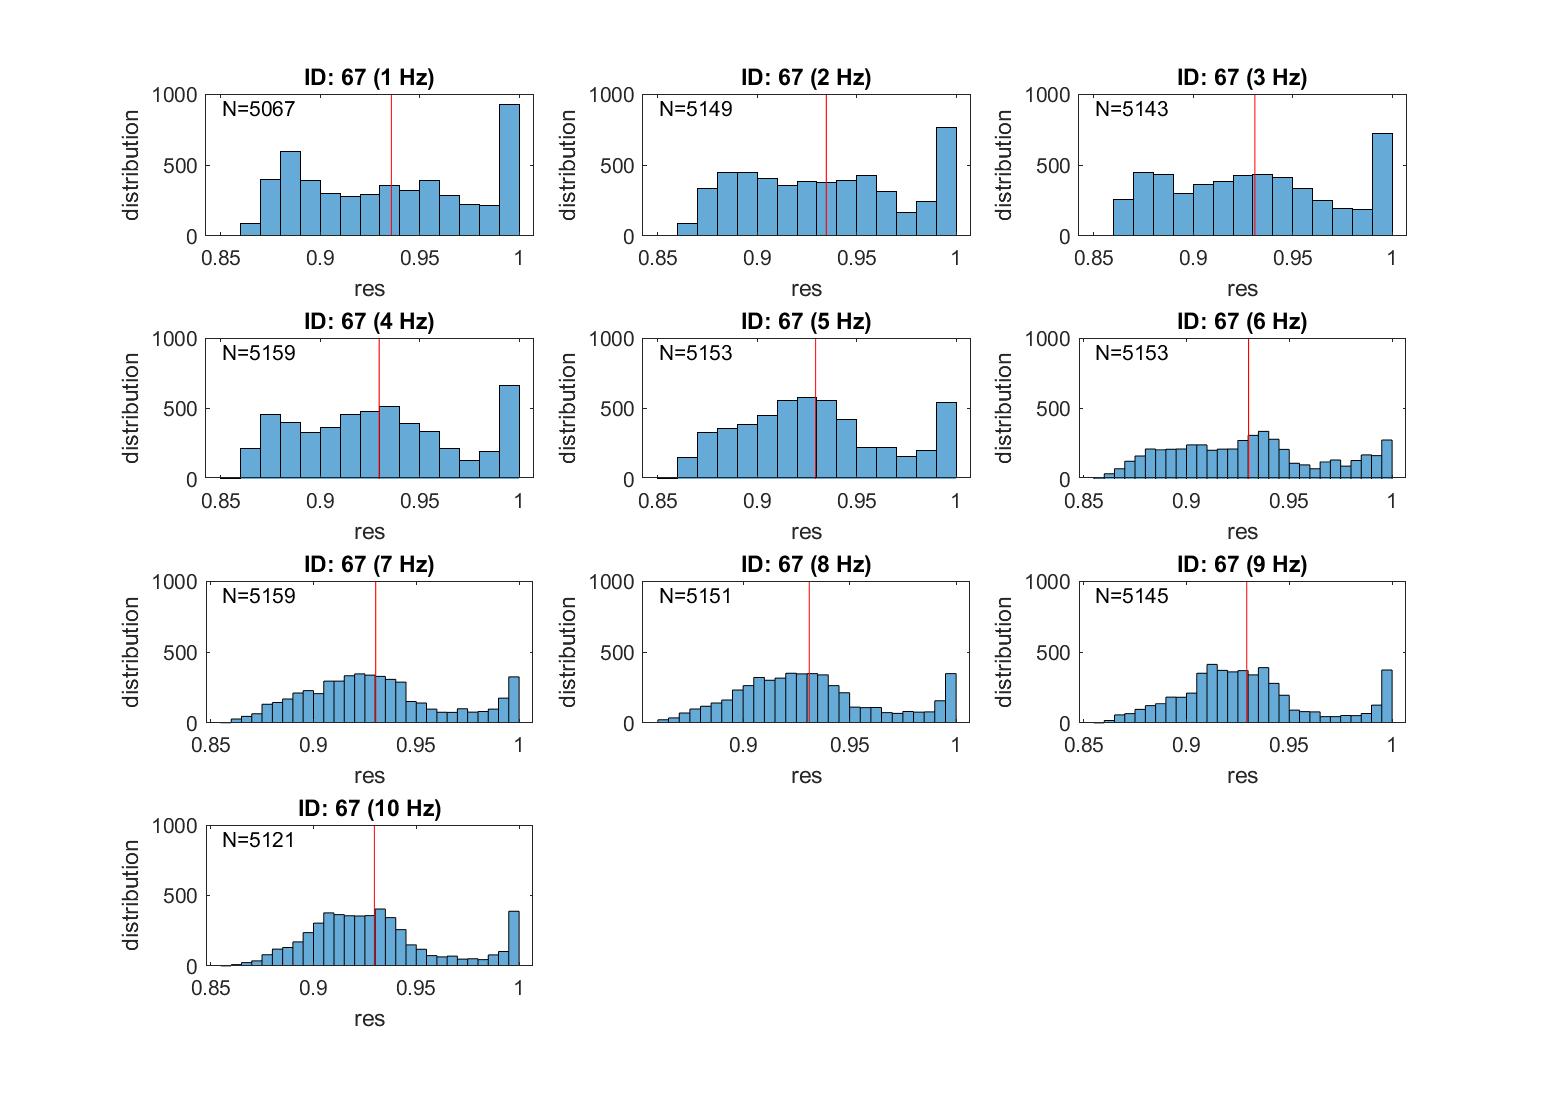 ID: 67 (1 Hz)
N=5067
1000
500
0
distribution
0.85 0.9 0.95 1
res
ID: 67 (2 Hz)
N=5149
1000
500
0
distribution
0.85 0.9 0.95 1
res
ID: 67 (3 Hz)
N=5143
1000
500
0
distribution
0.85 0.9 0.95 1
res
ID: 67 (4 Hz)
N=5159
1000
500
0
distribution
0.85 0.9 0.95 1
res
ID: 67 (5 Hz)
N=5153
1000
500
0
distribution
0.85 0.9 0.95 1
res
ID: 67 (6 Hz)
N=5153
1000
500
0
distribution
0.85 0.9 0.95 1
res
ID: 67 (7 Hz)
N=5159
1000
500
0
distribution
0.85 0.9 0.95 1
res
ID: 67 (8 Hz)
N=5151
1000
500
0
distribution
0.9 0.95 1
res
ID: 67 (9 Hz)
N=5145
1000
500
0
distribution
0.85 0.9 0.95 1
res
ID: 67 (10 Hz)
N=5121
1000
500
0
distribution
0.85 0.9 0.95 1
res